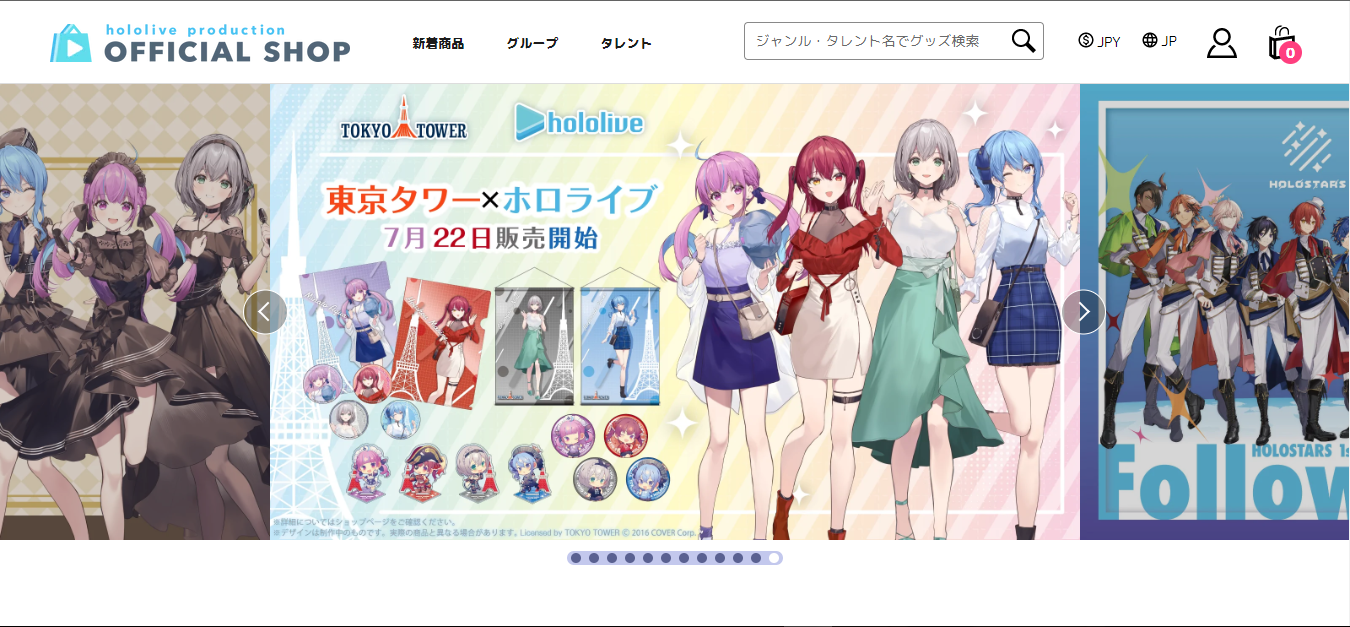 hololive production
OFFICIAL SHOP
新着商品
グループ
タレント
ジャンル・タレント名でグッズ検索
JPY
JP
0
TOKYO TOWER
hololive
東京タワー×ホロライブ
7月22日販売開始
※詳細についてはショップページをご確認ください。
※デザインは制作中のものです。実際の商品と異なる場合があります。Licensed by TOKYO TOWER © 2016 COVER Corp.
HOLOSTARS
HOLOSTARS 1s
Follow